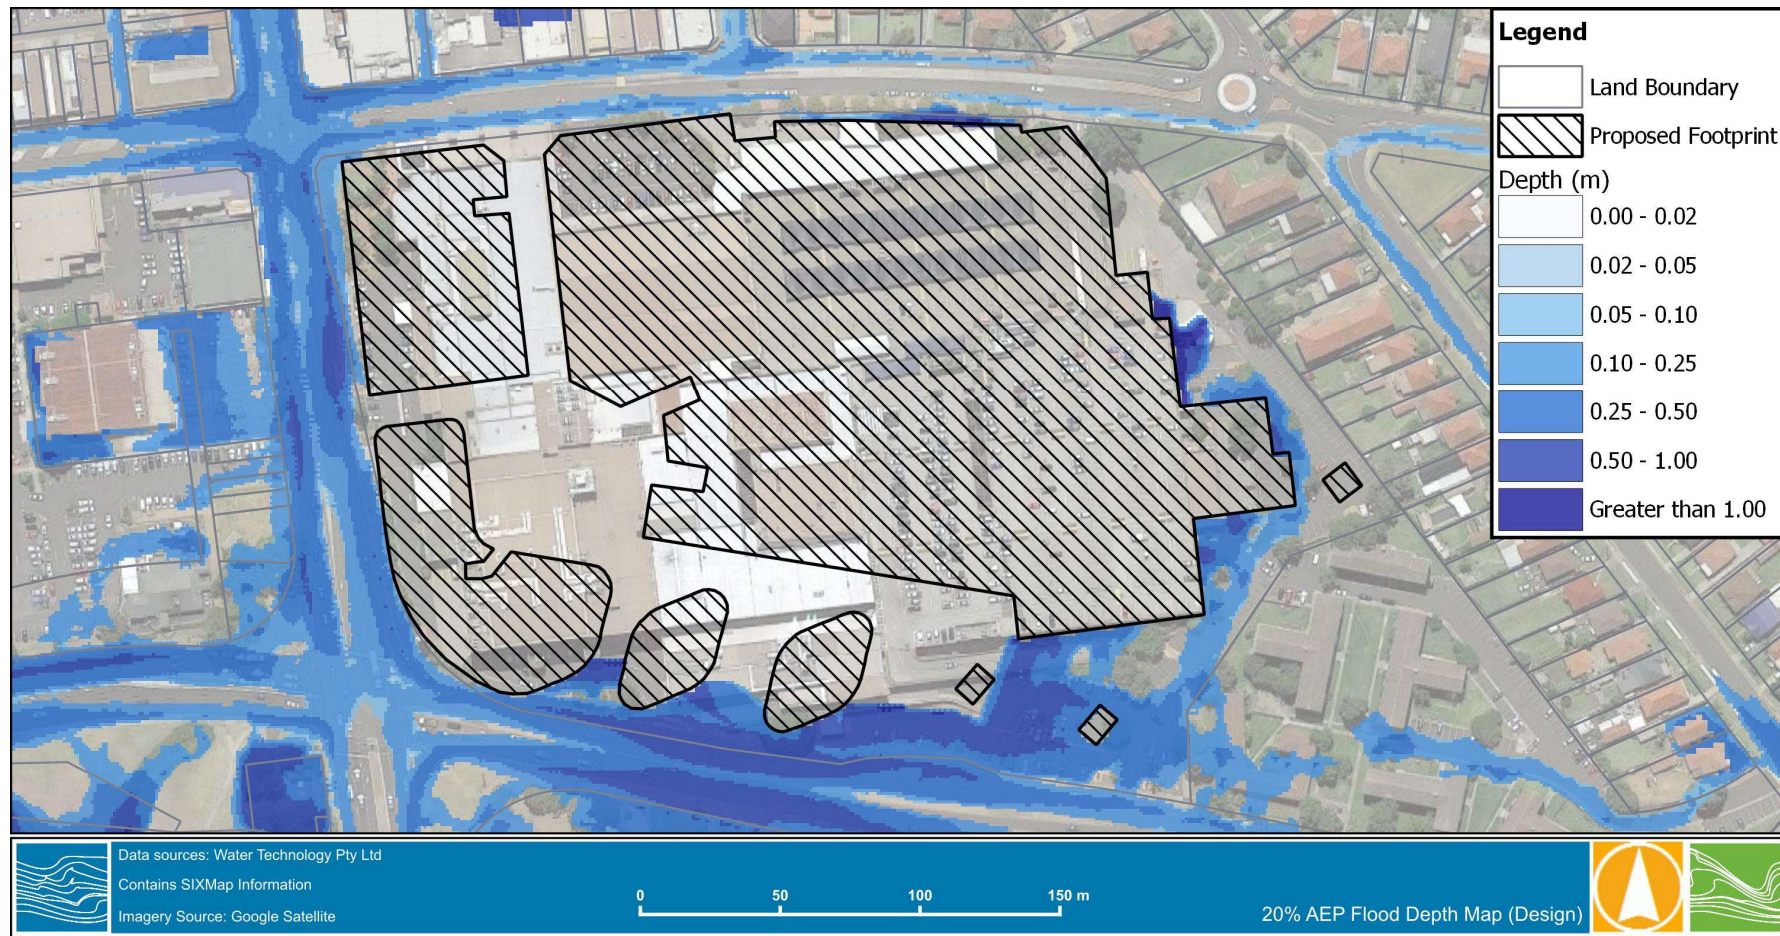 Legend
Land Boundary
Proposed Footprint
Depth (m)
0.00 - 0.02
0.02 - 0.05
0.05 - 0.10
0.10 - 0.25
0.25 - 0.50
0.50 - 1.00
Greater than 1.00
Data sources: Water Technology Pty Ltd
Contains SIXMap Information
Imagery Source: Google Satellite
0 50 100 150 m
20% AEP Flood Depth Map (Design)